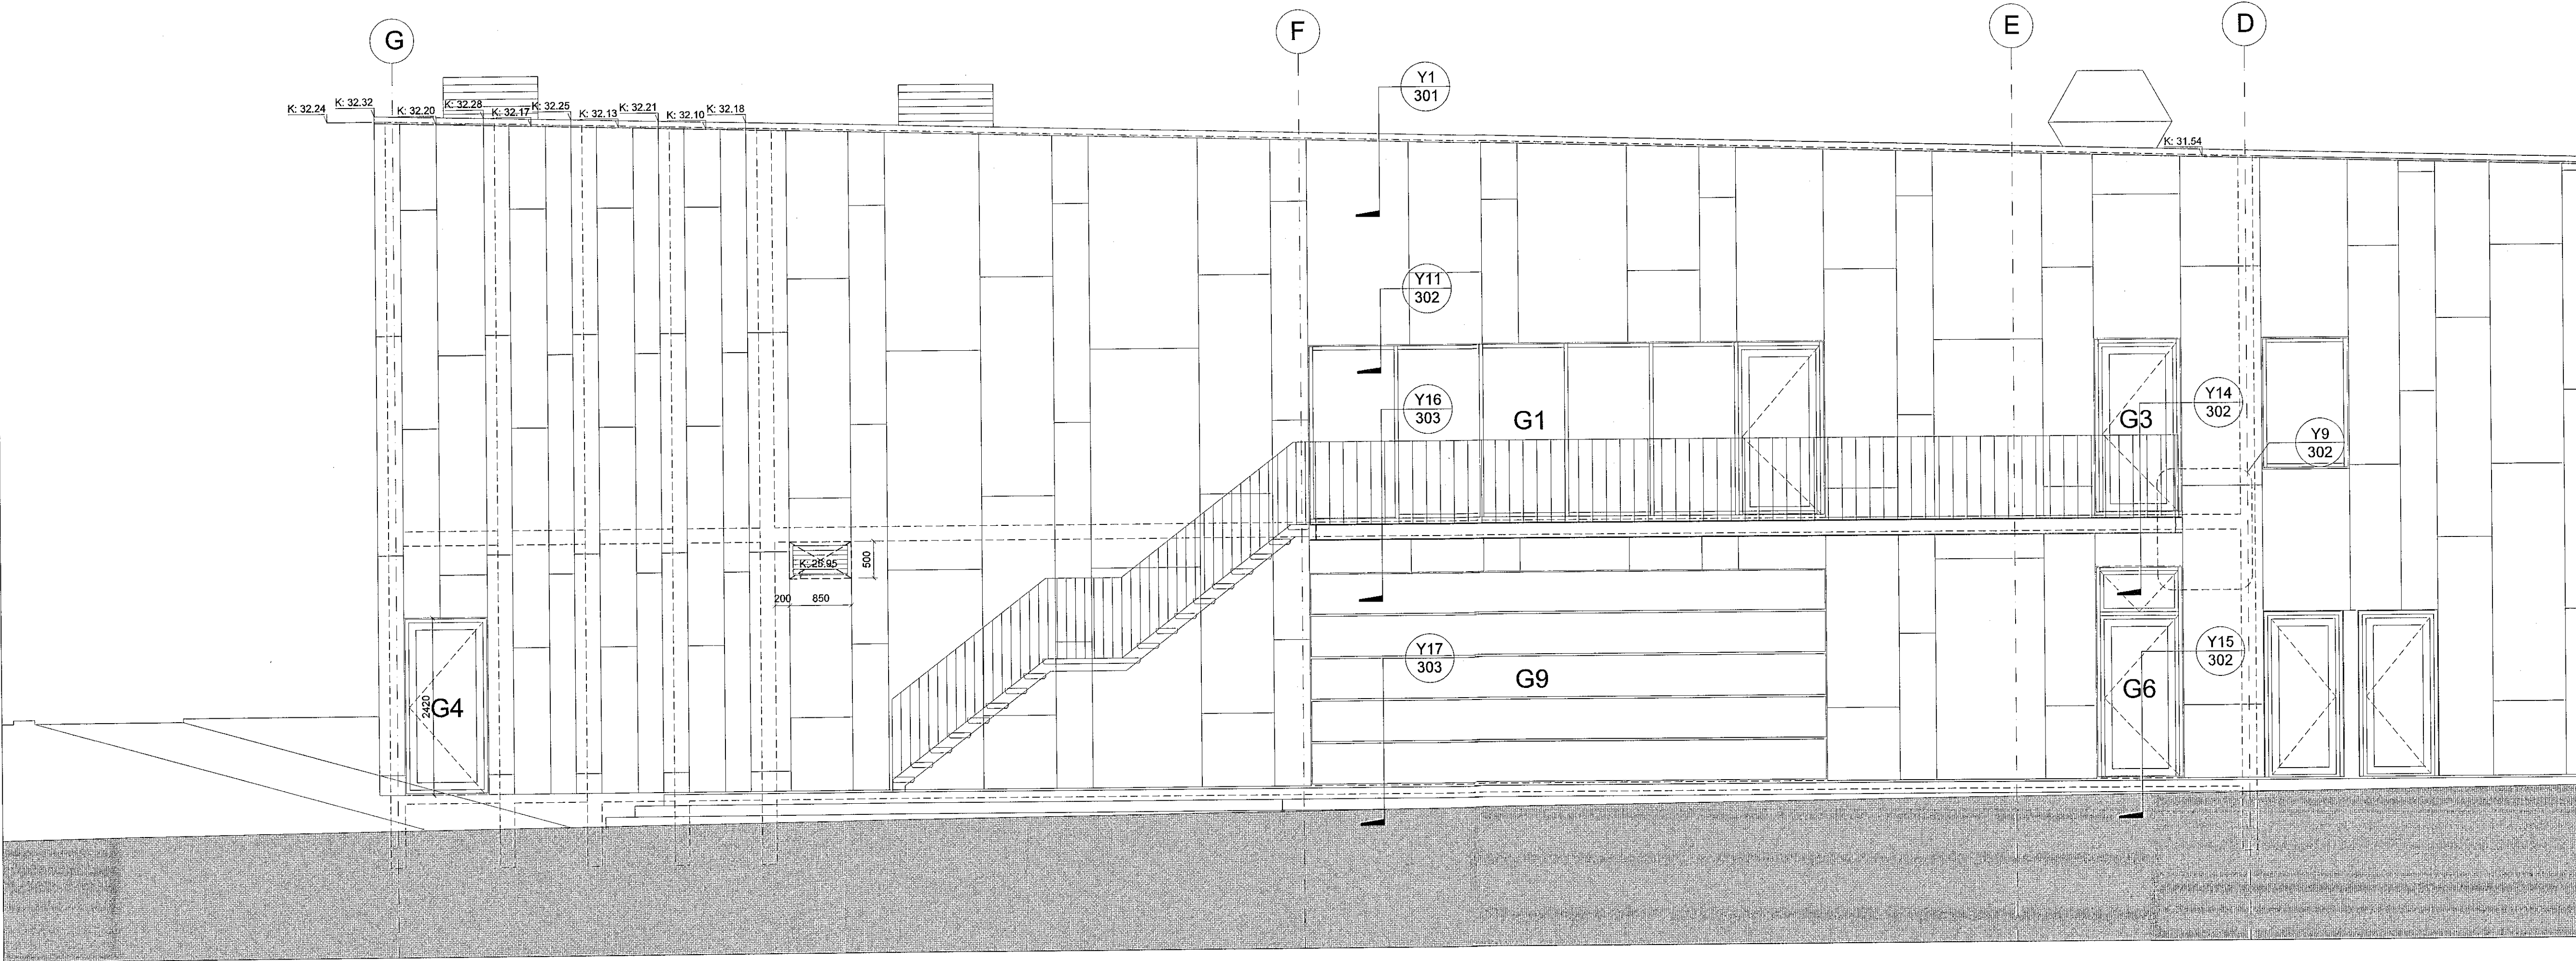 G
F
E
D
K: 32.24
K: 32.32
K: 32.20
K: 32.28
K: 32.17
K: 32.25
K: 32.13
K: 32.21
K: 32.10
K: 32.18
Y1
301
K: 31.54
Y11
302
Y16
303
G1
G3
Y14
302
Y9
302
K: 25.95
500
200
850
Y17
303
G9
Y15
302
G6
2420
G4